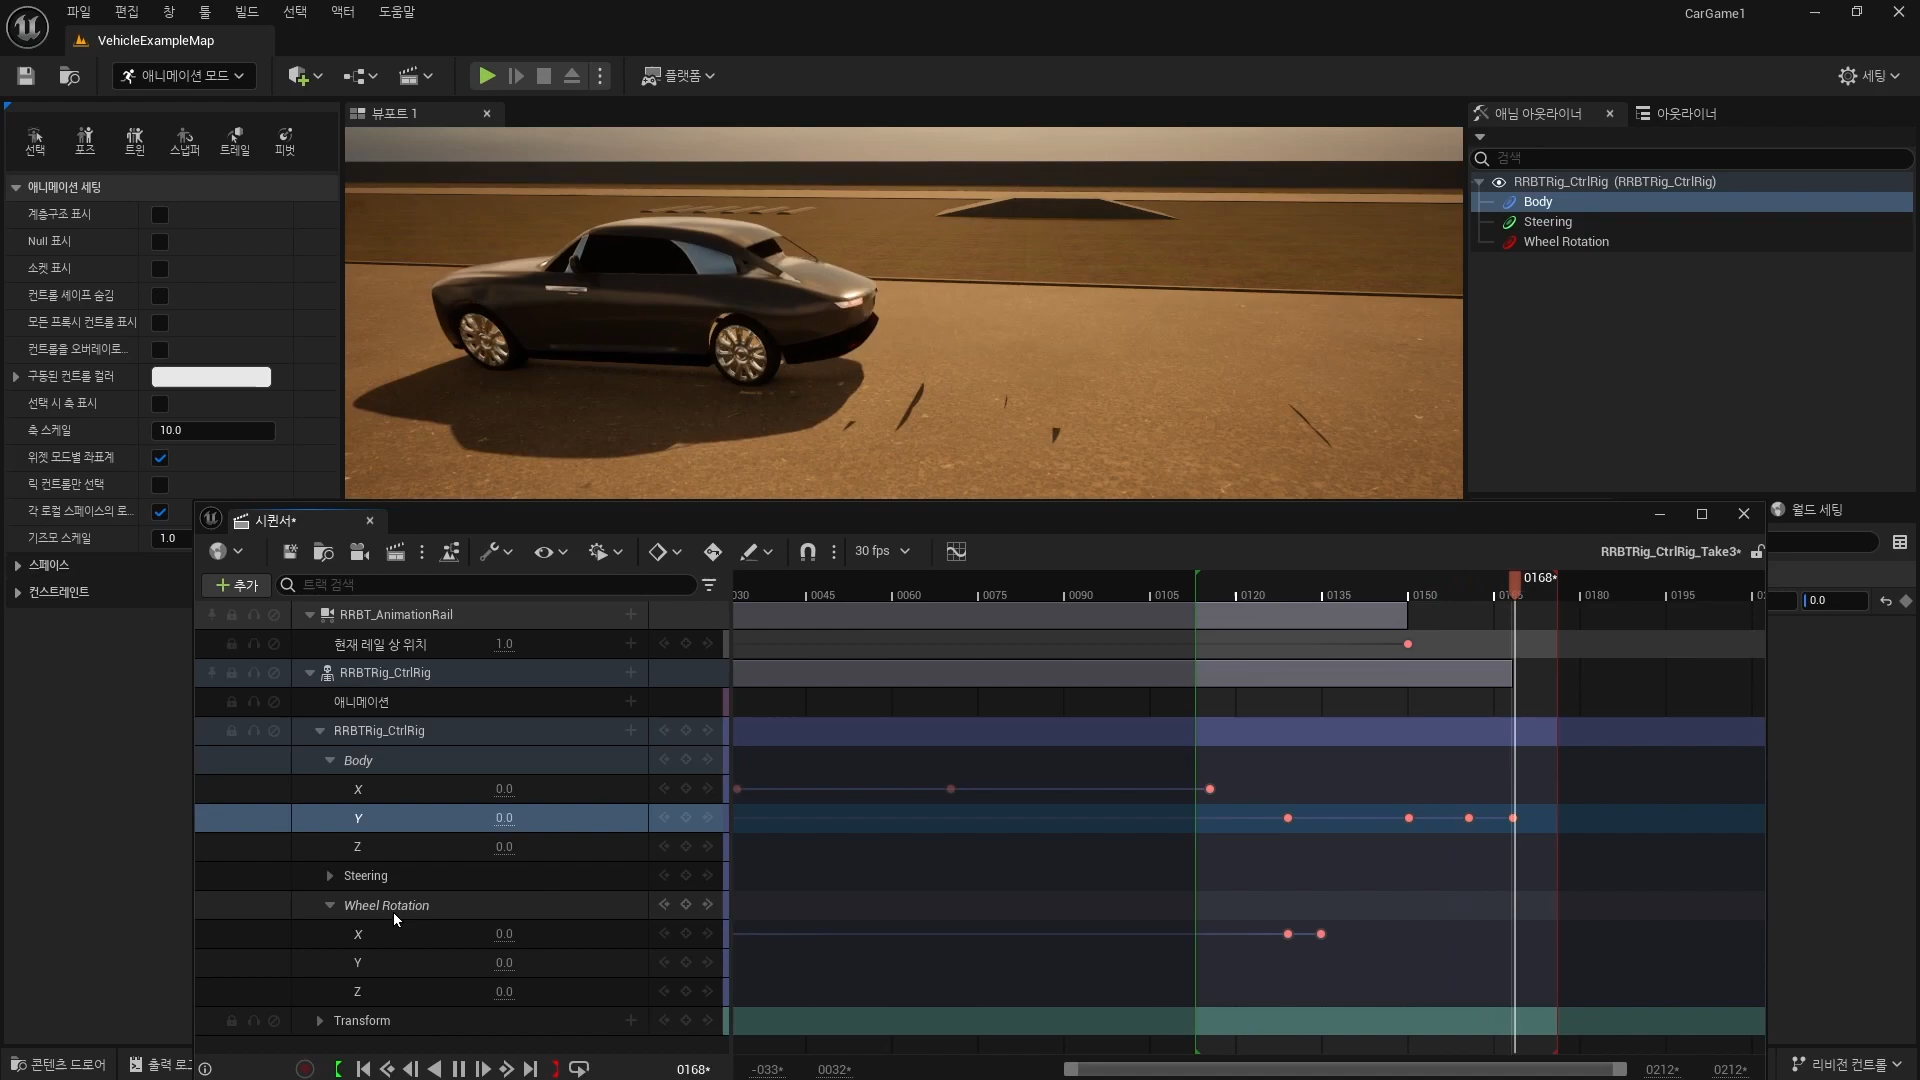 파일 편집 창 툴 빌드 선택 액터 도움말 CarGame1
VehicleExampleMap
애니메이션 모드 플랫폼 세팅
뷰포트 1 애님 아웃라이너 아웃라이너
선택 포즈 트윈 스냅퍼 트레일 피벗
검색
RRBTRig_CtrlRig (RRBTRig_CtrlRig)
Body
Steering
Wheel Rotation
애니메이션 세팅
계층구조 표시
Null 표시
소켓 표시
컨트롤 셰이프 숨김
모든 프록시 컨트롤 표시
컨트롤을 오버레이로...
구동된 컨트롤 컬러
선택 시 축 표시
축 스케일 10.0
위젯 모드별 좌표계
릭 컨트롤만 선택
각 로컬 스페이스의 로...
기즈모 스케일 1.0
스페이스
컨스트레인트
시퀀서* 월드 세팅
30 fps RRBTRig_CtrlRig_Take3*
추가 트랙 검색 0168*
030 0045 0060 0075 0090 0105 0120 0135 0150 0180 0195
0.0
RRBT_AnimationRail
현재 레일 상 위치 1.0
RRBTRig_CtrlRig
애니메이션
RRBTRig_CtrlRig
Body
X 0.0
Y 0.0
Z 0.0
Steering
Wheel Rotation
X 0.0
Y 0.0
Z 0.0
Transform
콘텐츠 드로어 출력 로 0168* -033* 0032* 0212* 0212* 리비전 컨트롤